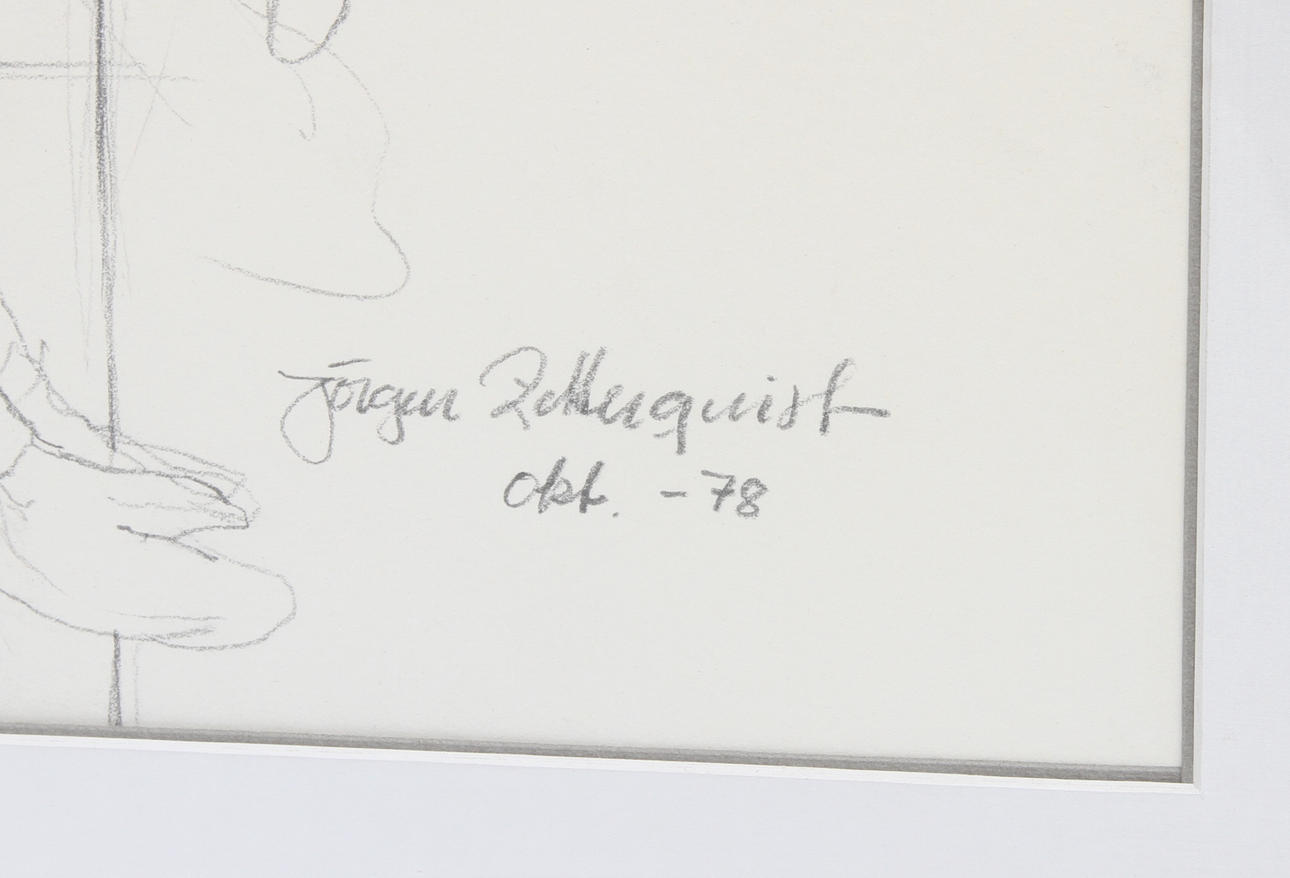 Jörgen Zetterquist
okt. - 78